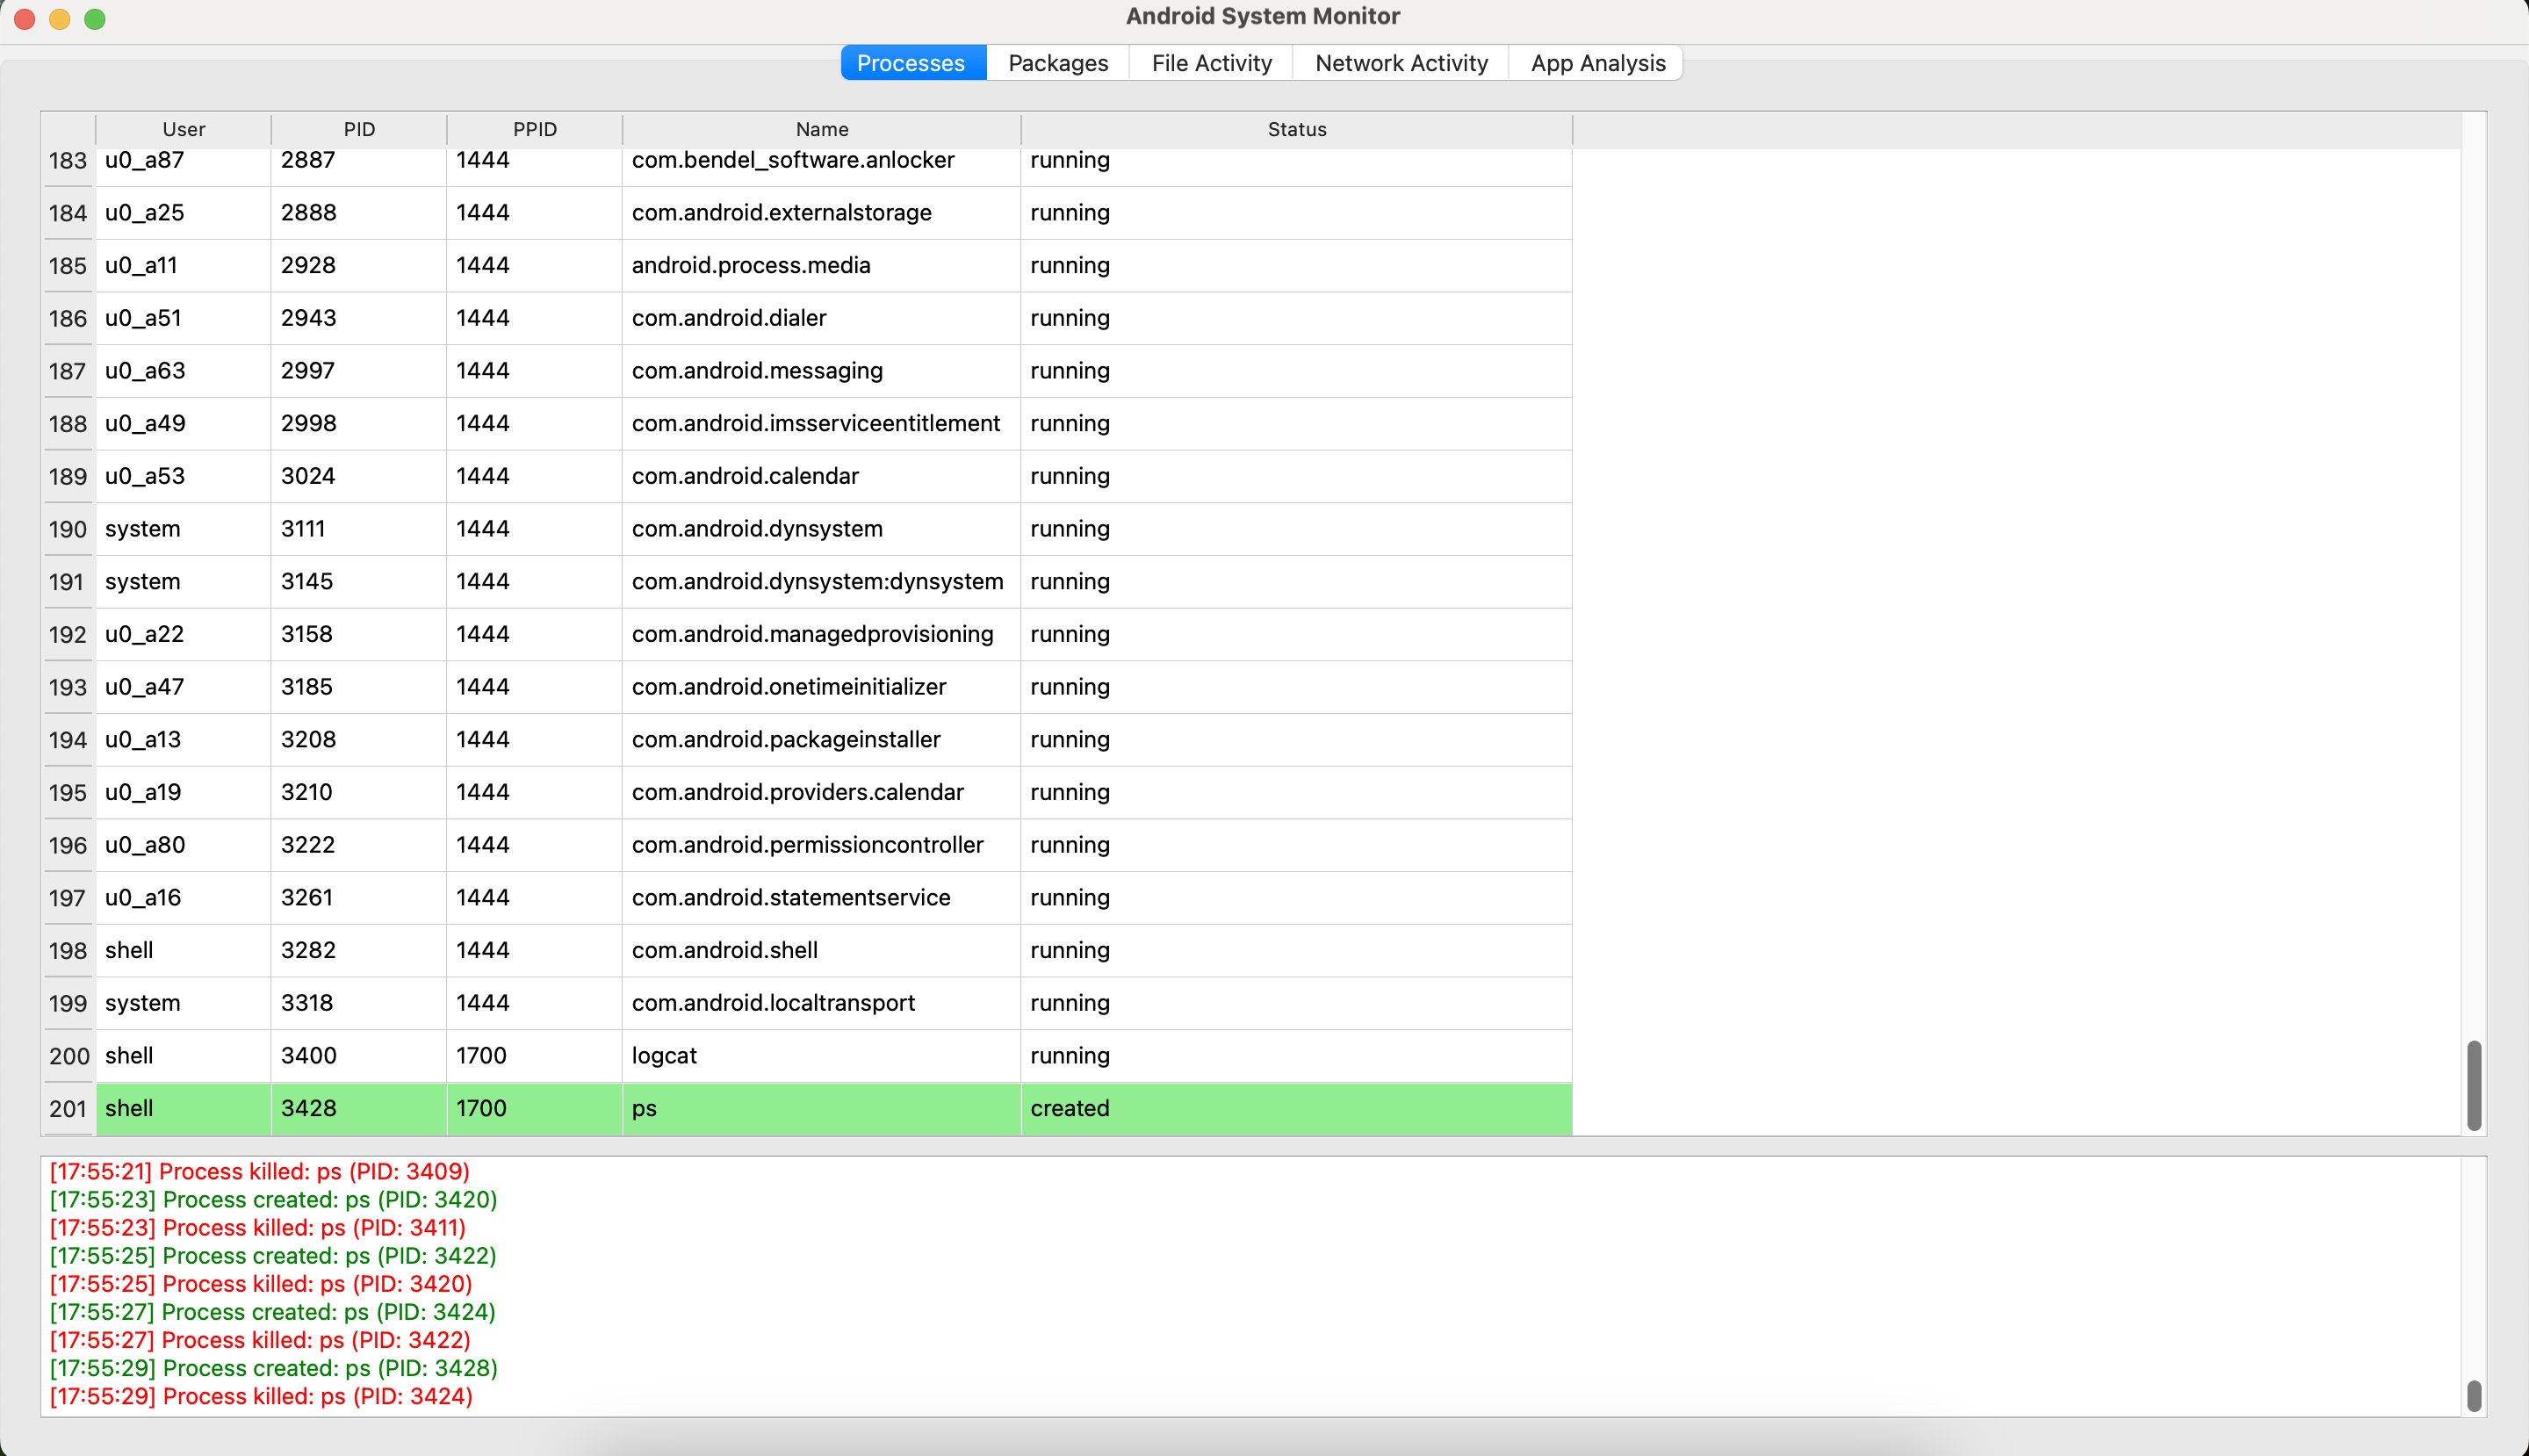 Android System Monitor
Processes Packages File Activity Network Activity App Analysis
User PID PPID Name Status
183 u0_a87 2887 1444 com.bendel_software.anlocker running
184 u0_a25 2888 1444 com.android.externalstorage running
185 u0_a11 2928 1444 android.process.media running
186 u0_a51 2943 1444 com.android.dialer running
187 u0_a63 2997 1444 com.android.messaging running
188 u0_a49 2998 1444 com.android.imsserviceentitlement running
189 u0_a53 3024 1444 com.android.calendar running
190 system 3111 1444 com.android.dynsystem running
191 system 3145 1444 com.android.dynsystem:dynsystem running
192 u0_a22 3158 1444 com.android.managedprovisioning running
193 u0_a47 3185 1444 com.android.onetimeinitializer running
194 u0_a13 3208 1444 com.android.packageinstaller running
195 u0_a19 3210 1444 com.android.providers.calendar running
196 u0_a80 3222 1444 com.android.permissioncontroller running
197 u0_a16 3261 1444 com.android.statementservice running
198 shell 3282 1444 com.android.shell running
199 system 3318 1444 com.android.localtransport running
200 shell 3400 1700 logcat running
201 shell 3428 1700 ps created
[17:55:21] Process killed: ps (PID: 3409)
[17:55:23] Process created: ps (PID: 3420)
[17:55:23] Process killed: ps (PID: 3411)
[17:55:25] Process created: ps (PID: 3422)
[17:55:25] Process killed: ps (PID: 3420)
[17:55:27] Process created: ps (PID: 3424)
[17:55:27] Process killed: ps (PID: 3422)
[17:55:29] Process created: ps (PID: 3428)
[17:55:29] Process killed: ps (PID: 3424)